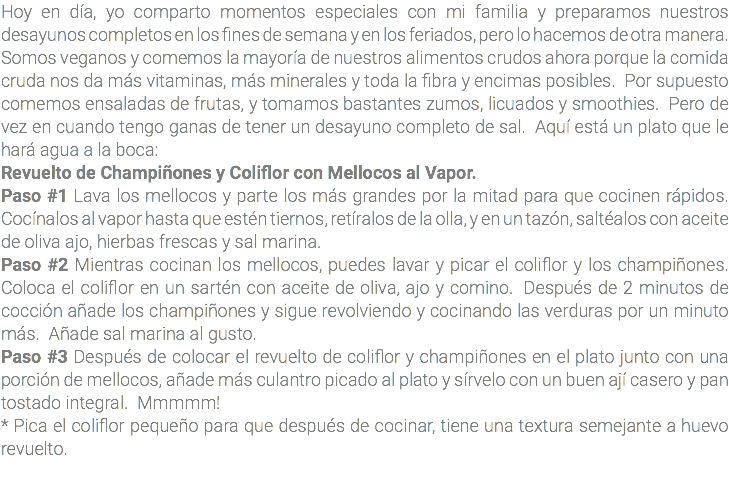 Hoy en día, yo comparto momentos especiales con mi familia y preparamos nuestros
desayunos completos en los fines de semana y en los feriados, pero lo hacemos de otra manera.
Somos veganos y comemos la mayoría de nuestros alimentos crudos ahora porque la comida
cruda nos da más vitaminas, más minerales y toda la fibra y encimas posibles.  Por supuesto
comemos ensaladas de frutas, y tomamos bastantes zumos, licuados y smoothies.  Pero de
vez en cuando tengo ganas de tener un desayuno completo de sal.  Aquí está un plato que le
hará agua a la boca:
Revuelto de Champiñones y Coliflor con Mellocos al Vapor.
Paso #1 Lava los mellocos y parte los más grandes por la mitad para que cocinen rápidos.
Cocínalos al vapor hasta que estén tiernos, retíralos de la olla, y en un tazón, saltéalos con aceite
de oliva ajo, hierbas frescas y sal marina.
Paso #2 Mientras cocinan los mellocos, puedes lavar y picar el coliflor y los champiñones.
Coloca el coliflor en un sartén con aceite de oliva, ajo y comino.  Después de 2 minutos de
cocción añade los champiñones y sigue revolviendo y cocinando las verduras por un minuto
más.  Añade sal marina al gusto.
Paso #3 Después de colocar el revuelto de coliflor y champiñones en el plato junto con una
porción de mellocos, añade más culantro picado al plato y sírvelo con un buen ají casero y pan
tostado integral.  Mmmmm!
* Pica el coliflor pequeño para que después de cocinar, tiene una textura semejante a huevo
revuelto.